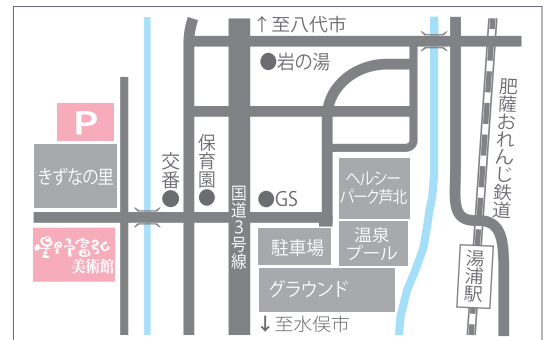 ↑至八代市
岩の湯
P
きずなの里
星野富弘
美術館
交番
保育園
国道3号線
GS
ヘルシー
パーク芦北
駐車場
温泉
プール
グラウンド
↓至水俣市
肥薩おれんじ鉄道
湯浦駅